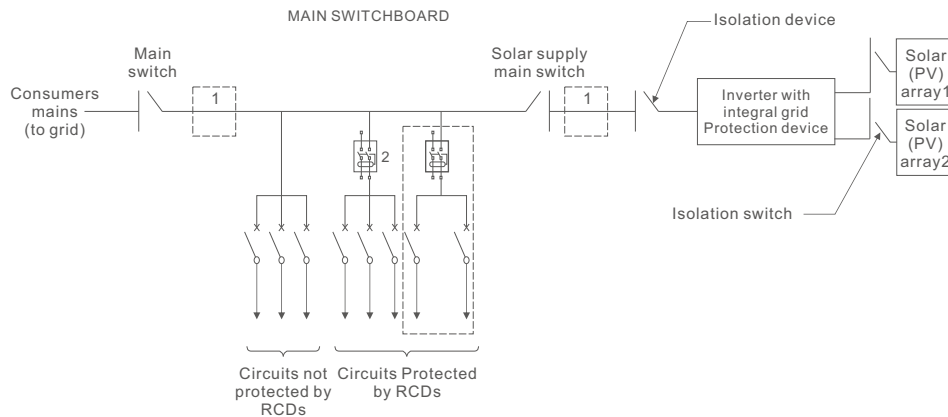 MAIN SWITCHBOARD
Isolation device
Main
switch
Solar supply
main switch
Solar
(PV)
array1
Consumers
mains
(to grid)
1
1
Inverter with
integral grid
Protection device
Solar
(PV)
array2
2
Isolation switch
Circuits not
protected by
RCDs
Circuits Protected
by RCDs